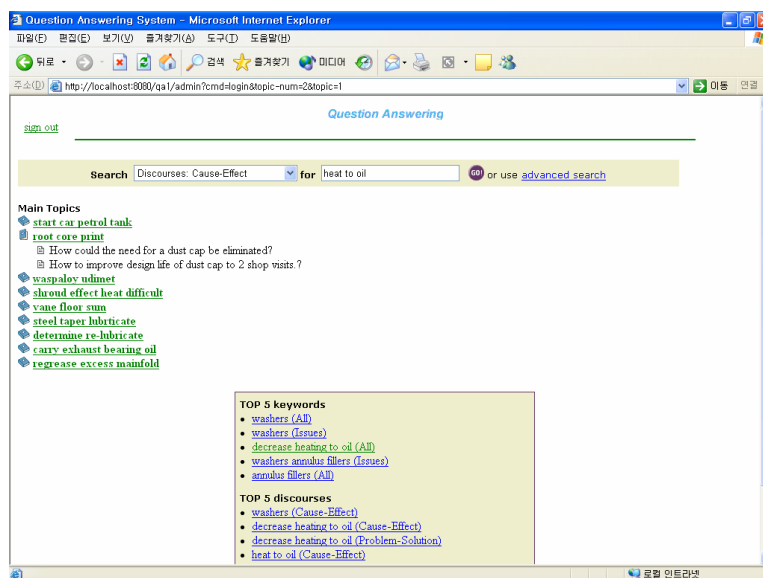 Question Answering System - Microsoft Internet Explorer
파일(F) 편집(E) 보기(V) 즐겨찾기(A) 도구(T) 도움말(H)
뒤로 검색 즐겨찾기 미디어
주소(D) http://localhost:8080/qa1/admin?cmd=login&topic-num=2&topic=1 이동 연결
Question Answering
sign out
Search Discourses: Cause-Effect for heat to oil GO! or use advanced search
Main Topics
start car petrol tank
root core print
How could the need for a dust cap be eliminated?
How to improve design life of dust cap to 2 shop visits.?
waspaloy udimet
shroud effect heat difficult
vane floor sum
steel taper lubrticate
determine re-lubricate
carry exhaust bearing oil
regrease excess mainfold
TOP 5 keywords
washers (All)
washers (Issues)
decrease heating to oil (All)
washers annulus fillers (Issues)
annulus fillers (All)
TOP 5 discourses
washers (Cause-Effect)
decrease heating to oil (Cause-Effect)
decrease heating to oil (Problem-Solution)
heat to oil (Cause-Effect)
로컬 인트라넷